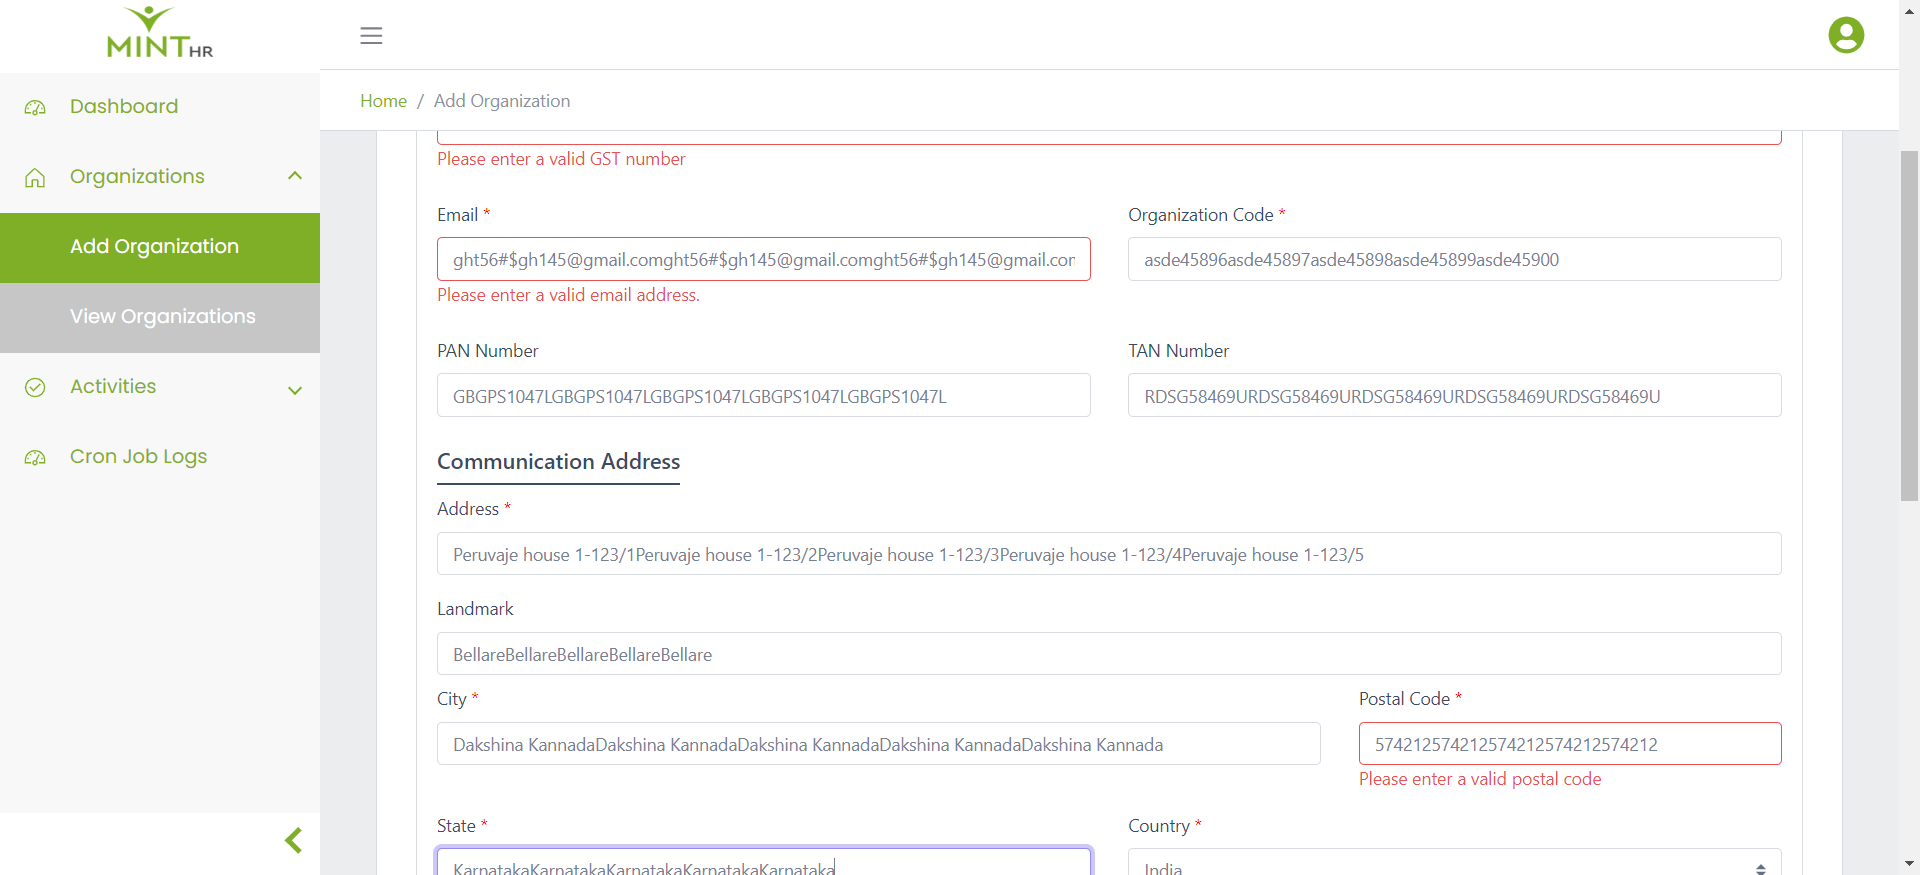 MINTHR
Home / Add Organization
Dashboard
Organizations
Add Organization
View Organizations
Activities
Cron Job Logs
Please enter a valid GST number
Email *
Organization Code *
ght56#$gh145@gmail.comght56#$gh145@gmail.comght56#$gh145@gmail.com
asde45896asde45897asde45898asde45899asde45900
Please enter a valid email address.
PAN Number
TAN Number
GBGPS1047LGBGPS1047LGBGPS1047LGBGPS1047LGBGPS1047L
RDSG58469URDSG58469URDSG58469URDSG58469URDSG58469U
Communication Address
Address *
Peruvaje house 1-123/1Peruvaje house 1-123/2Peruvaje house 1-123/3Peruvaje house 1-123/4Peruvaje house 1-123/5
Landmark
BellareBellareBellareBellareBellare
City *
Postal Code *
Dakshina KannadaDakshina KannadaDakshina KannadaDakshina KannadaDakshina Kannada
574212574212574212574212574212
Please enter a valid postal code
State *
Country *
KarnatakaKarnatakaKarnatakaKarnatakaKarnataka
India